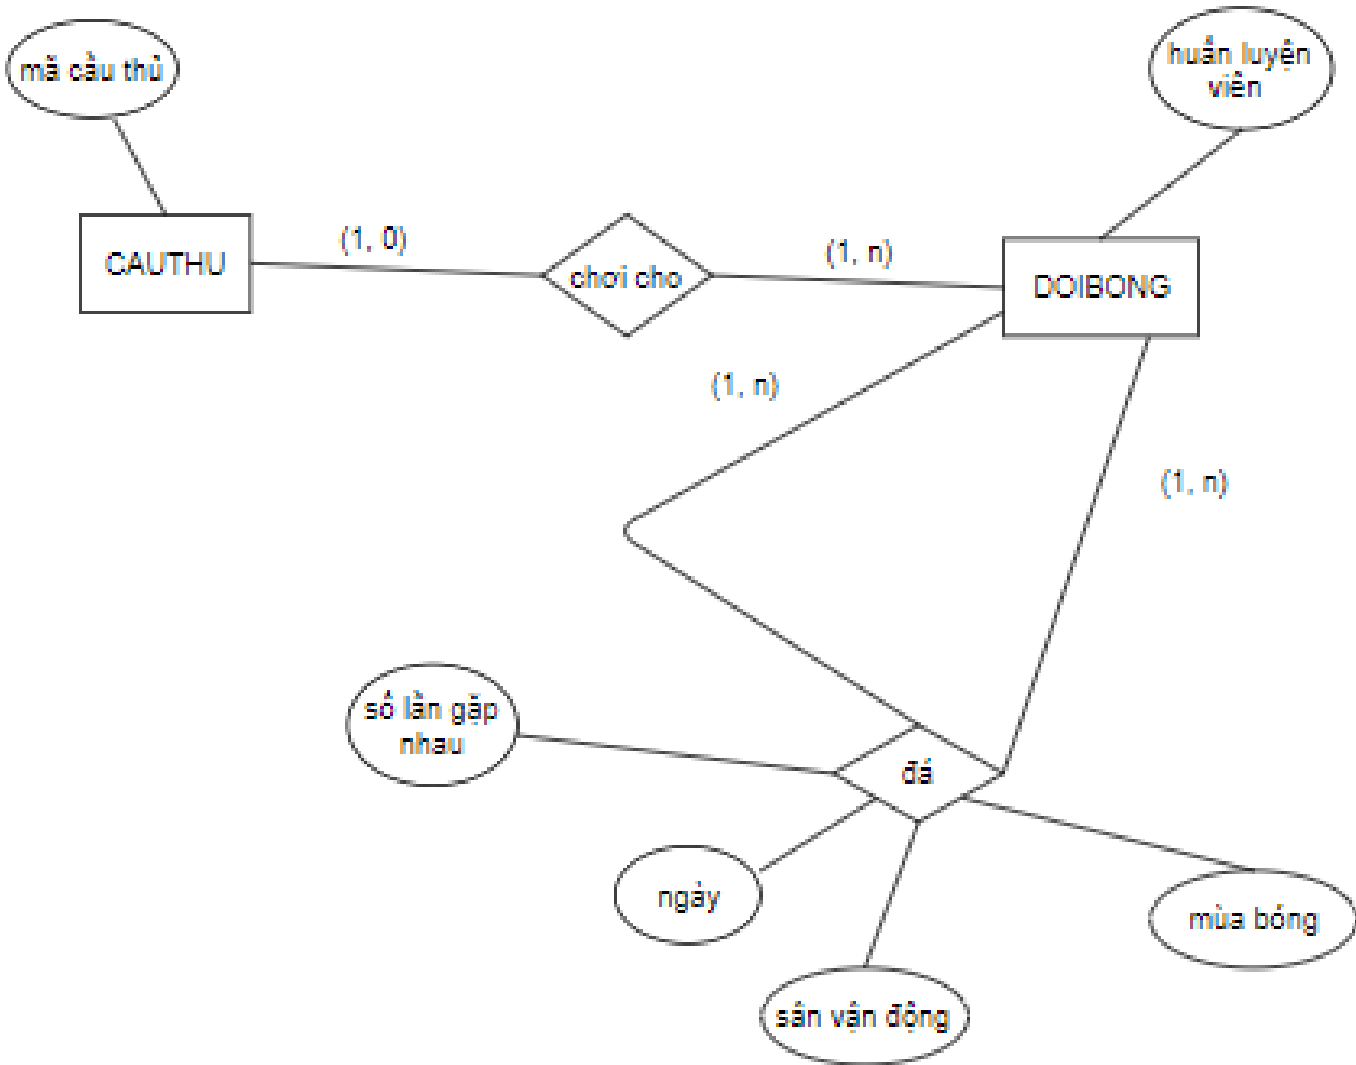 mã cầu thủ
huấn luyện
viên
CAUTHU
(1, 0)
chơi cho
(1, n)
DOIBONG
(1, n)
(1, n)
số lần gặp
nhau
đá
ngày
mùa bóng
sân vận động